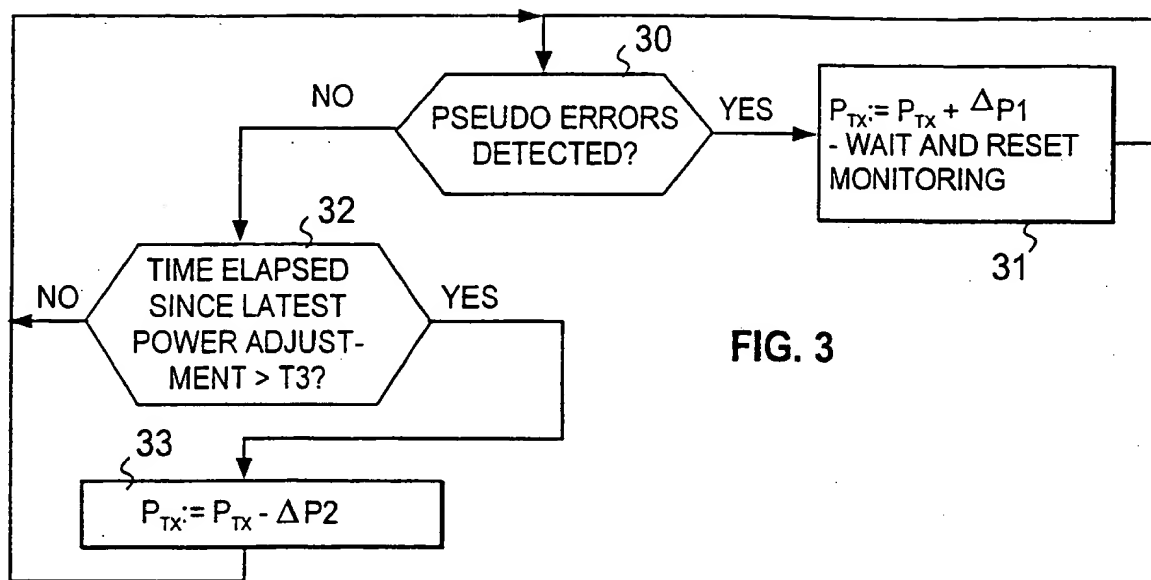 30
NO
PSEUDO ERRORS
DETECTED?
YES
P_TX:= P_TX + ΔP1
- WAIT AND RESET
MONITORING
31
32
NO
TIME ELAPSED
SINCE LATEST
POWER ADJUST-
MENT > T3?
YES
FIG. 3
33
P_TX:= P_TX - ΔP2